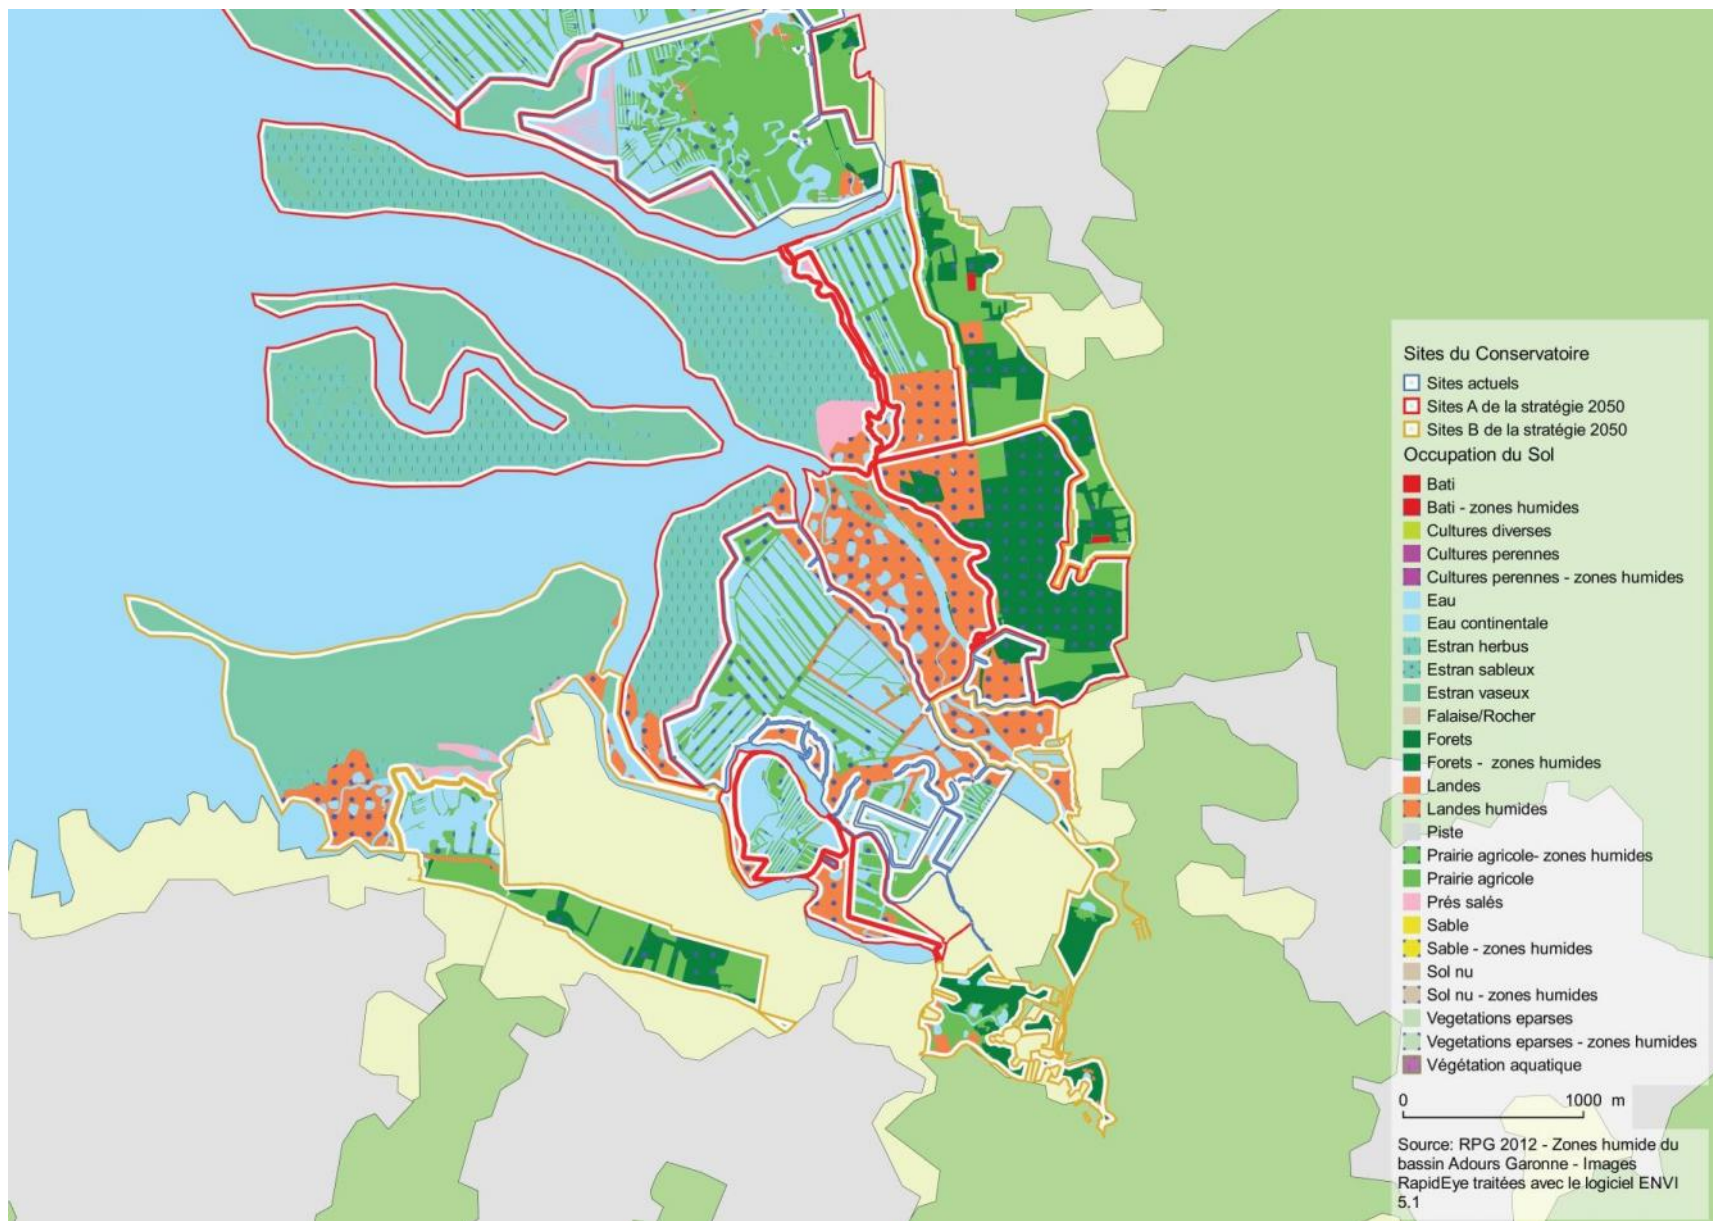 Sites du Conservatoire
Sites actuels
Sites A de la stratégie 2050
Sites B de la stratégie 2050
Occupation du Sol
Bati
Bati - zones humides
Cultures diverses
Cultures perennes
Cultures perennes - zones humides
Eau
Eau continentale
Estran herbus
Estran sableux
Estran vaseux
Falaise/Rocher
Forets
Forets - zones humides
Landes
Landes humides
Piste
Prairie agricole- zones humides
Prairie agricole
Prés salés
Sable
Sable - zones humides
Sol nu
Sol nu - zones humides
Vegetations eparses
Vegetations eparses - zones humides
Végétation aquatique
0 1000 m
Source: RPG 2012 - Zones humide du
bassin Adours Garonne - Images
RapidEye traitées avec le logiciel ENVI
5.1